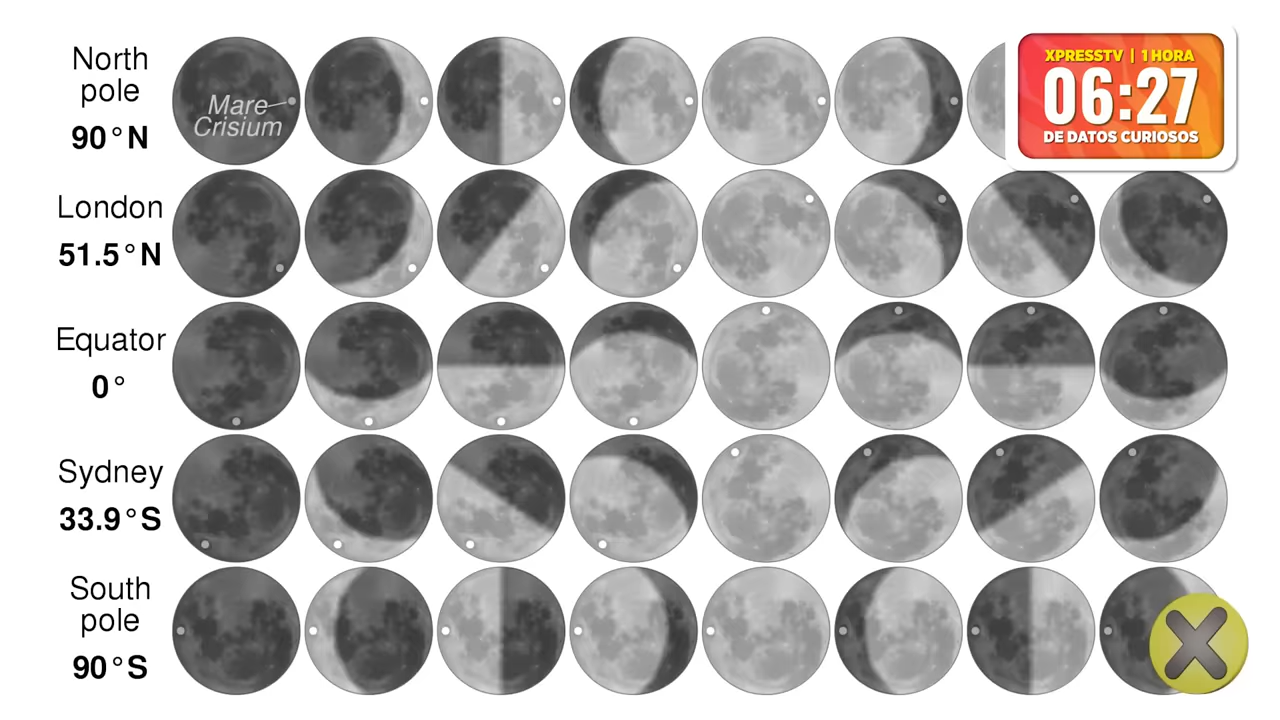 North
pole
90°N
Mare
Crisium
XPRESSTV | 1 HORA
06:27
DE DATOS CURIOSOS
London
51.5°N
Equator
0°
Sydney
33.9°S
South
pole
90°S